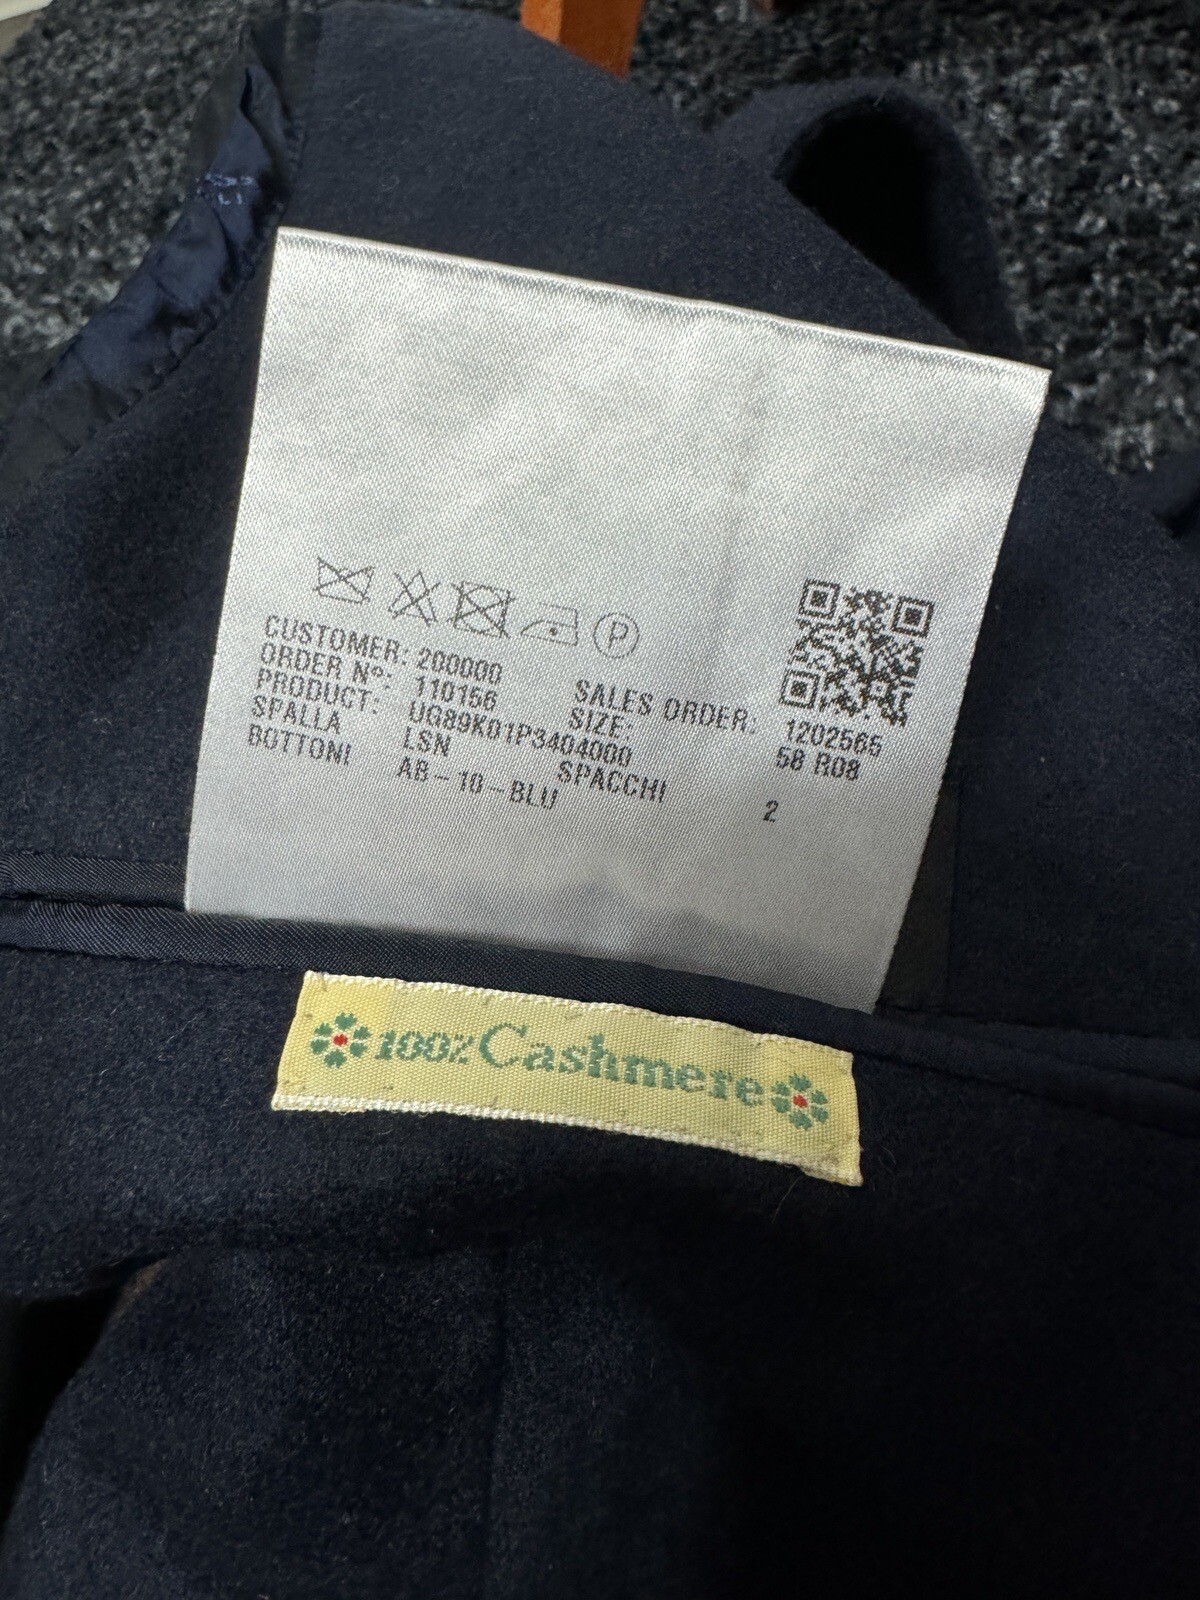 P
CUSTOMER: 200000
ORDER Nº: 110156 SALES ORDER: 1202565
PRODUCT: UG89K01P3404000 SIZE: 58 R08
SPALLA LSN SPACCHI 2
BOTTONI AB-10-BLU
100% Cashmere